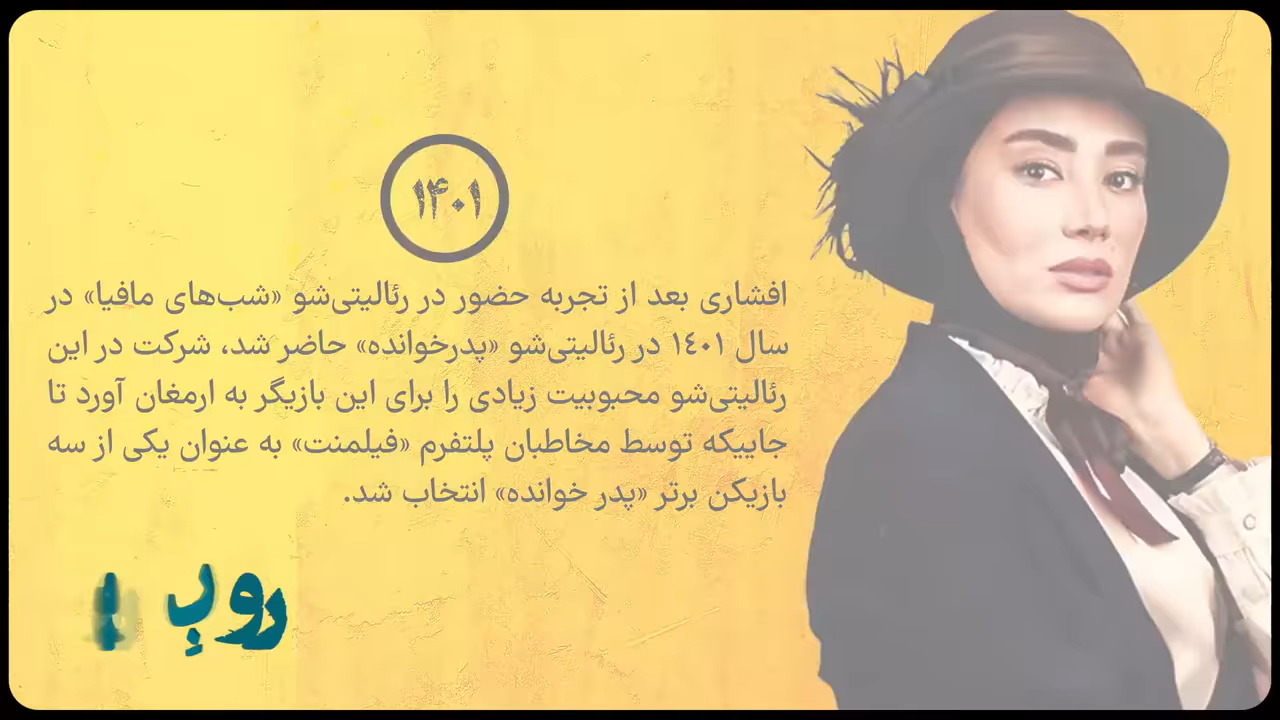 ۱۴۰۱
افشاری بعد از تجربه حضور در رئالیتی‌شو «شب‌های مافیا» در
سال ۱٤۰۱ در رئالیتی‌شو «پدرخوانده» حاضر شد، شرکت در این
رئالیتی‌شو محبوبیت زیادی را برای این بازیگر به ارمغان آورد تا
جاییکه توسط مخاطبان پلتفرم «فیلمنت» به عنوان یکی از سه
بازیکن برتر «پدر خوانده» انتخاب شد.